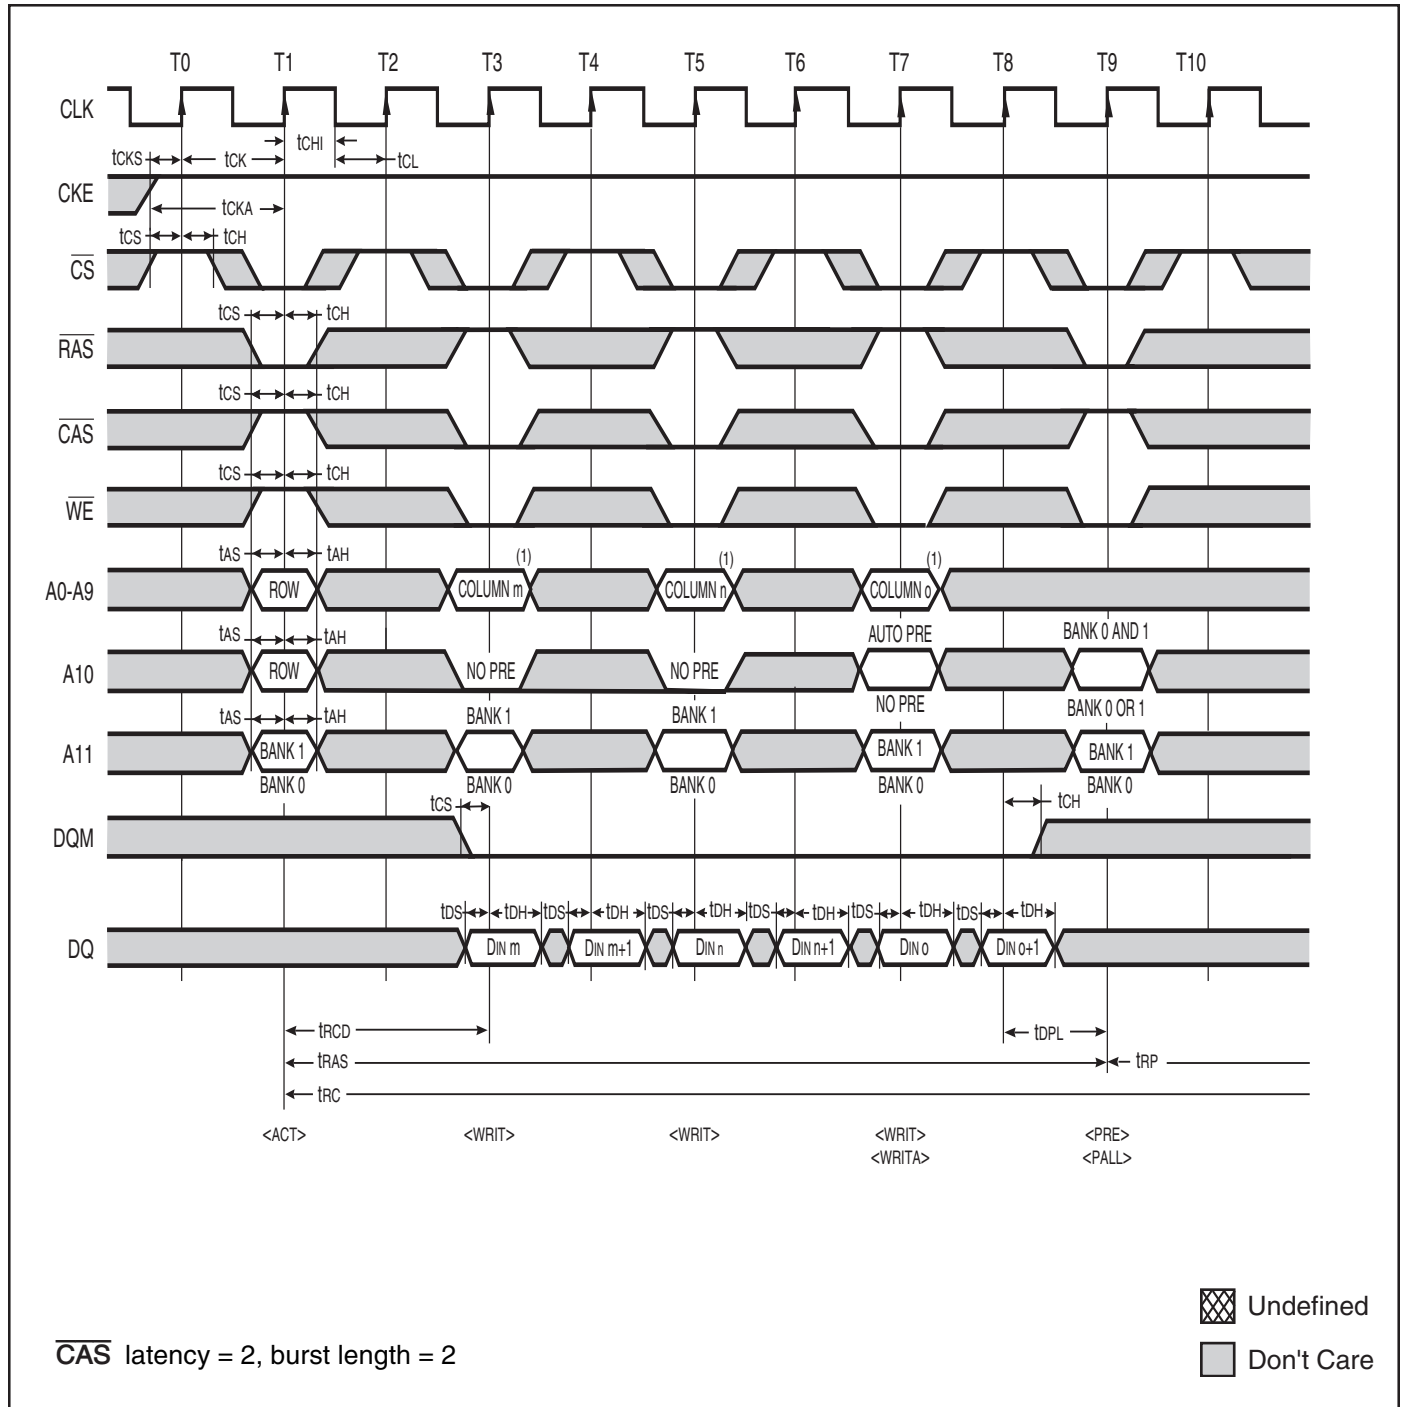 T0 T1 T2 T3 T4 T5 T6 T7 T8 T9 T10
CLK
tCHI
tCKS tCK tCL
CKE
tCKA
tCS tCH
CS
tCS tCH
RAS
tCS tCH
CAS
tCS tCH
WE
tAS tAH (1) (1) (1)
A0-A9 ROW COLUMN m COLUMN n COLUMN o
tAS tAH AUTO PRE BANK 0 AND 1
A10 ROW NO PRE NO PRE
NO PRE BANK 0 OR 1
tAS tAH BANK 1 BANK 1
A11 BANK 1 BANK 1 BANK 1
BANK 0 BANK 0 BANK 0 BANK 0 BANK 0
tCS tCH
DQM
tDS tDH tDS tDH tDS tDH tDS tDH tDS tDH tDS tDH
DQ DIN m DIN m+1 DIN n DIN n+1 DIN o DIN o+1
tRCD tDPL
tRAS tRP
tRC
<ACT> <WRIT> <WRIT> <WRIT> <PRE>
<WRITA> <PALL>
Undefined
CAS latency = 2, burst length = 2
Don't Care